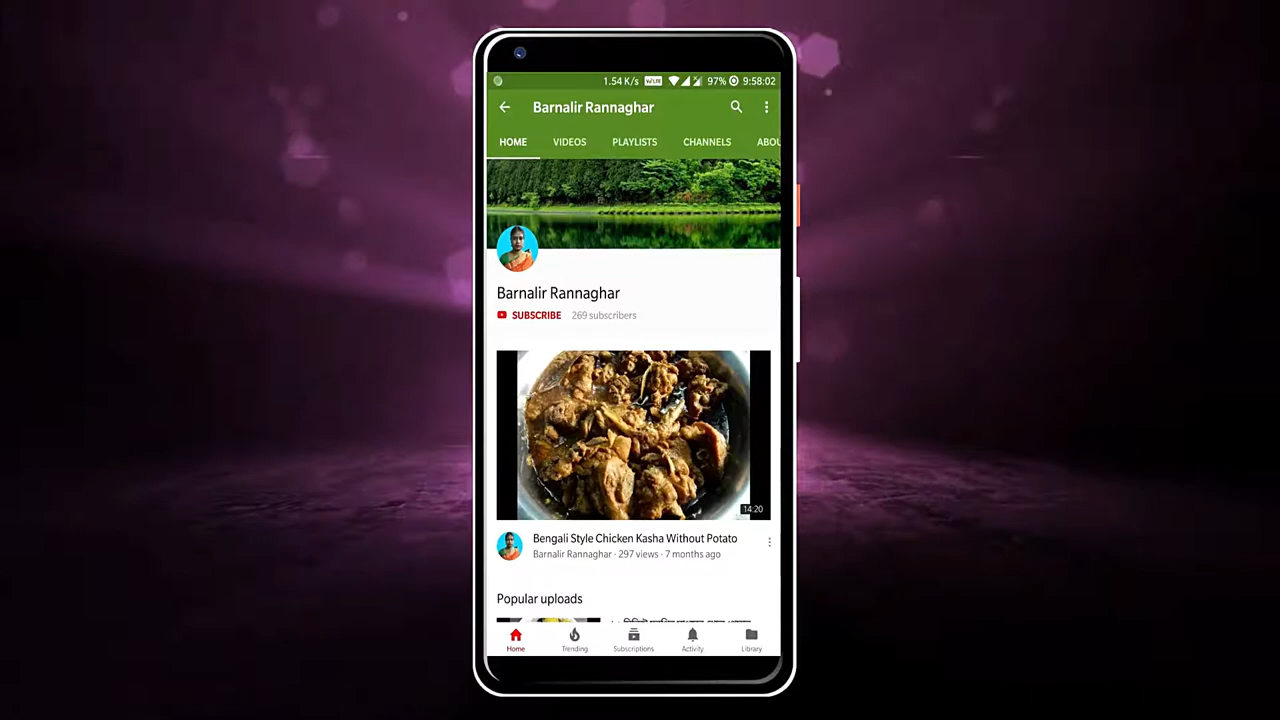 1.54 K/s VoLTE 97% 9:58:02
Barnalir Rannaghar
HOME VIDEOS PLAYLISTS CHANNELS ABOU
Barnalir Rannaghar
SUBSCRIBE 269 subscribers
14:20
Bengali Style Chicken Kasha Without Potato
Barnalir Rannaghar · 297 views · 7 months ago
Popular uploads
Home Trending Subscriptions Activity Library